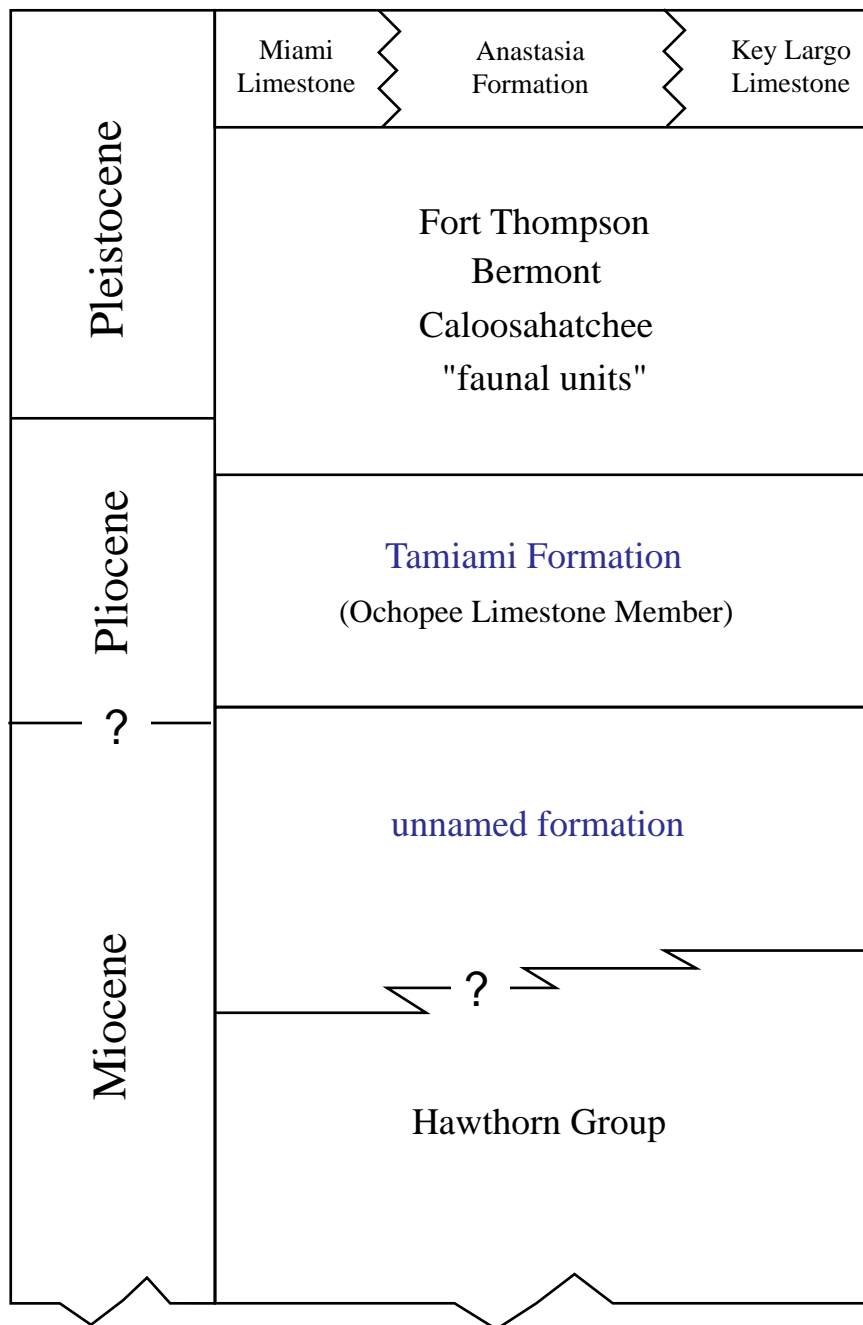 Miami
Limestone
Anastasia
Formation
Key Largo
Limestone
Pleistocene
Fort Thompson
Bermont
Caloosahatchee
"faunal units"
Pliocene
Tamiami Formation
(Ochopee Limestone Member)
?
unnamed formation
Miocene
?
Hawthorn Group